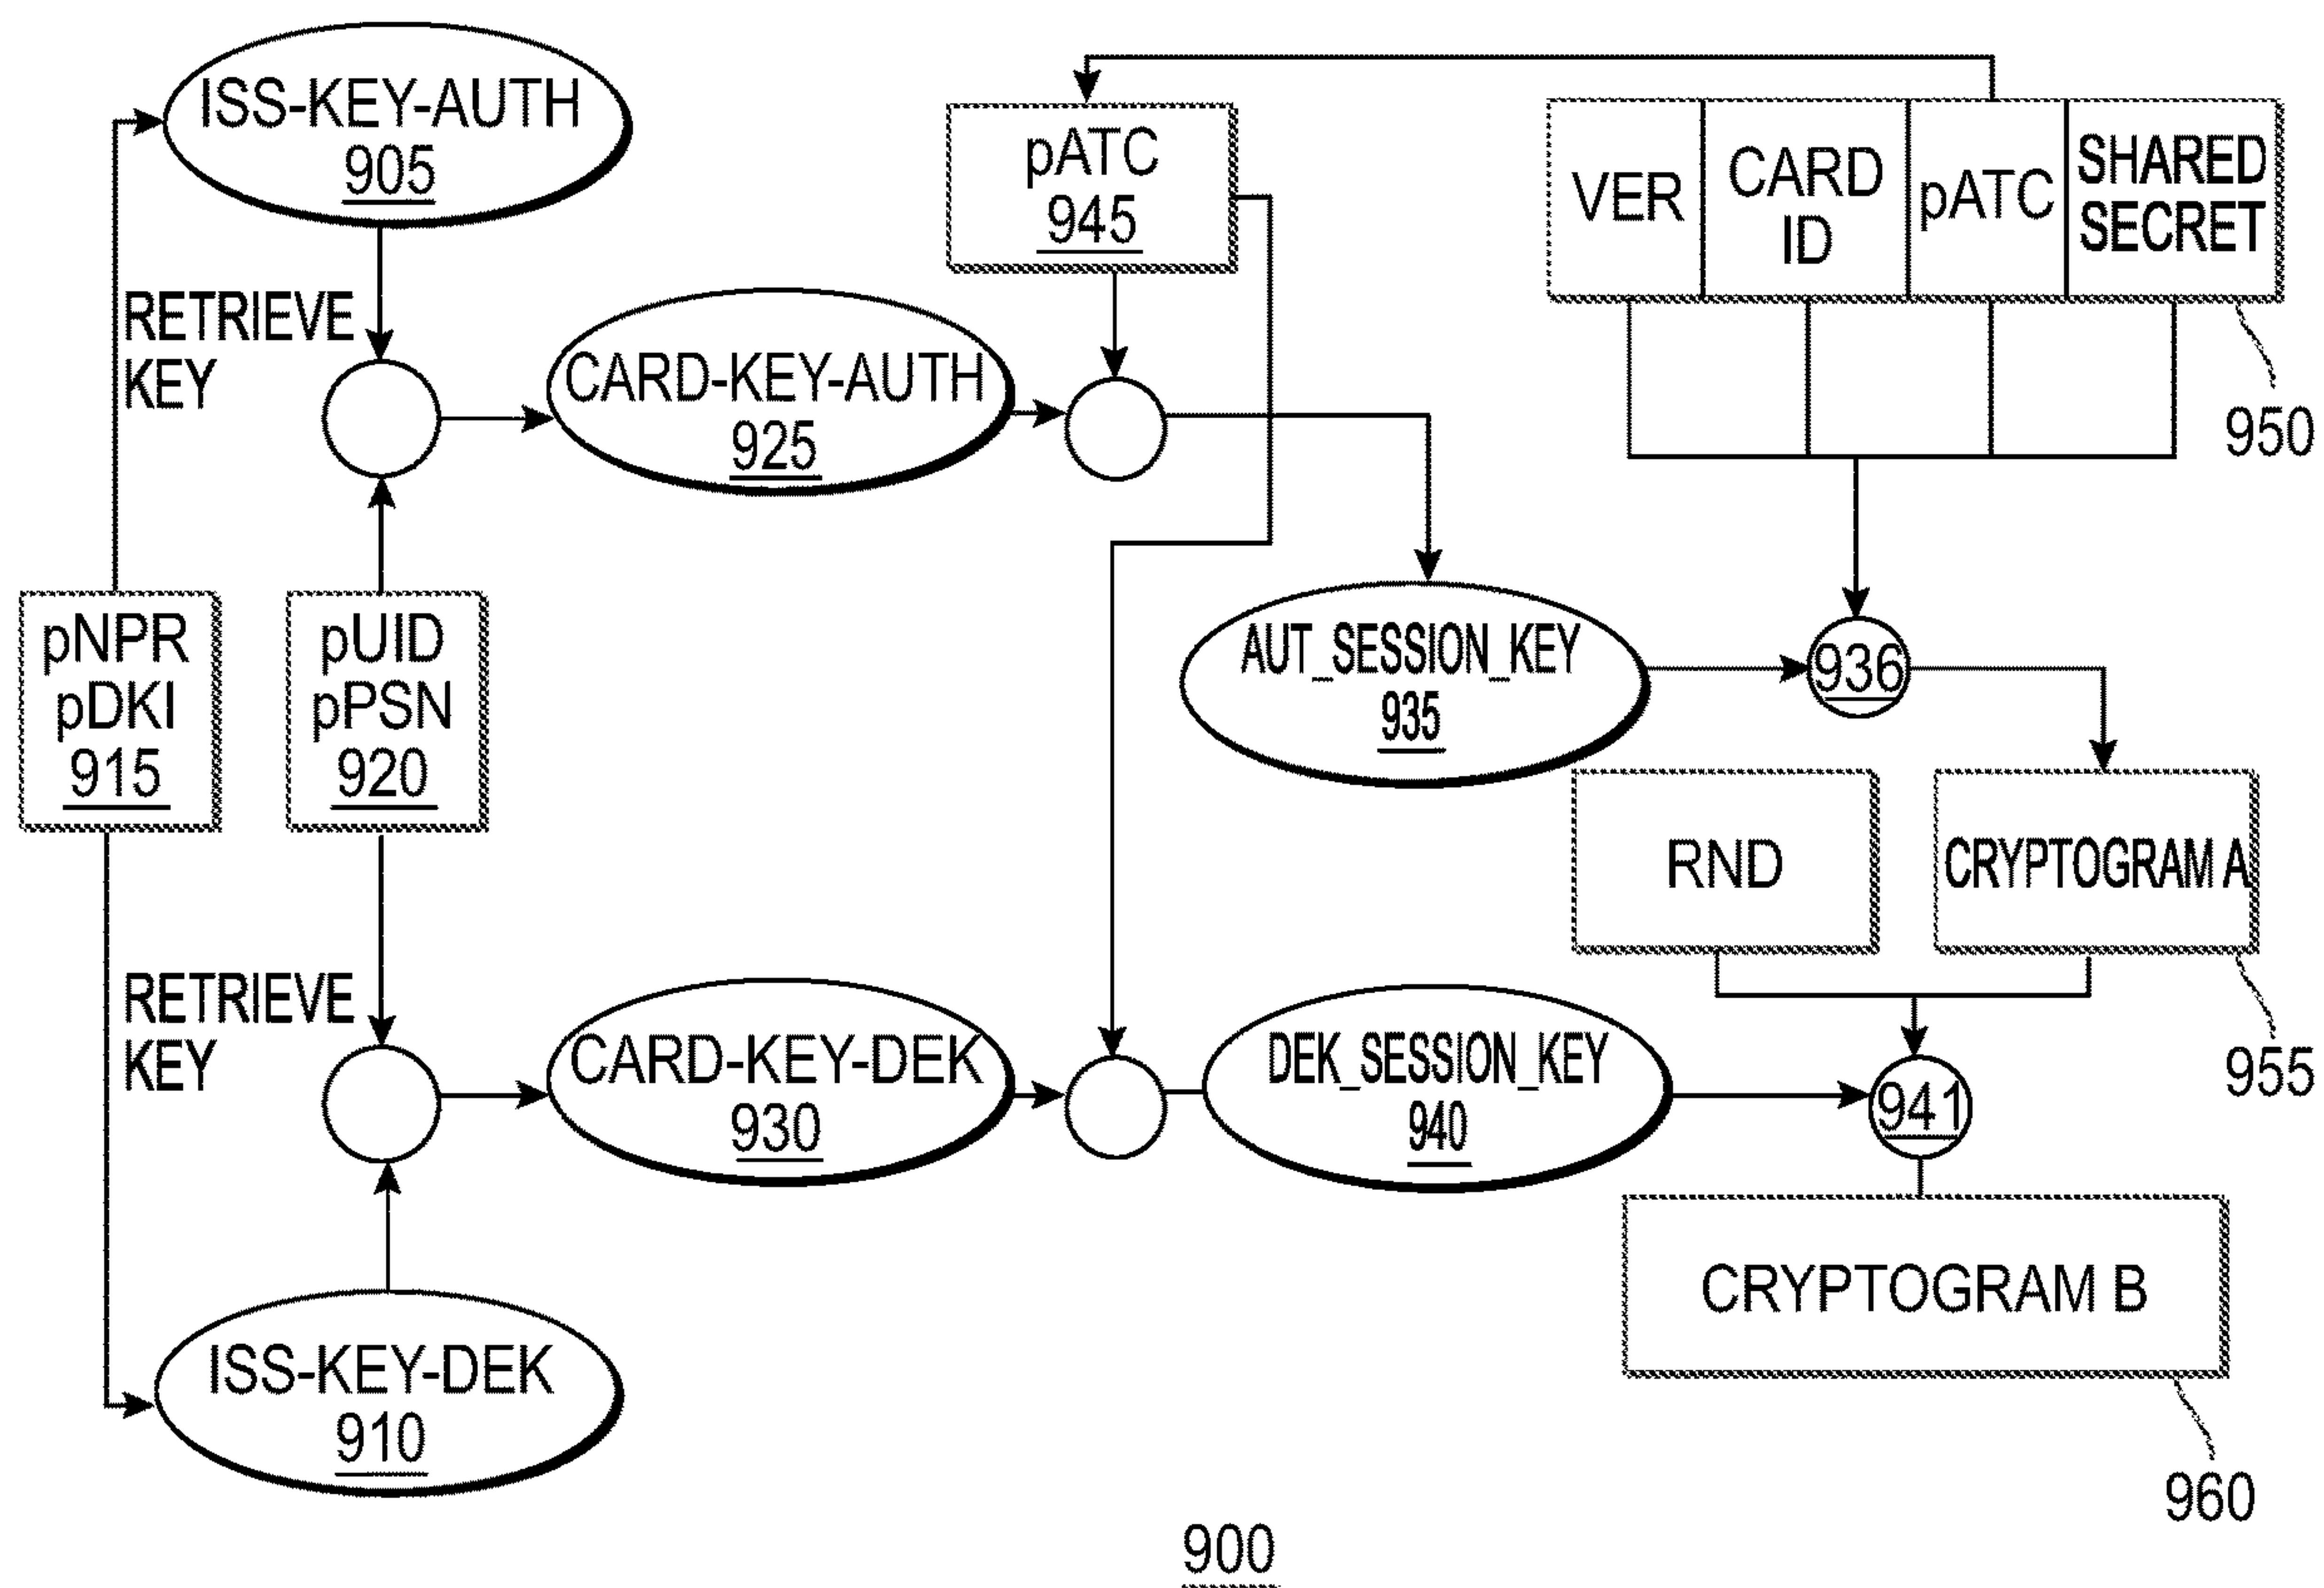 ISS-KEY-AUTH
905
RETRIEVE
KEY
pATC
945
VER
CARD
ID
pATC
SHARED
SECRET
950
CARD-KEY-AUTH
925
pNPR
pDKI
915
pUID
pPSN
920
AUT_SESSION_KEY
935
936
RND
CRYPTOGRAM A
955
RETRIEVE
KEY
CARD-KEY-DEK
930
DEK_SESSION_KEY
940
941
CRYPTOGRAM B
960
ISS-KEY-DEK
910
900